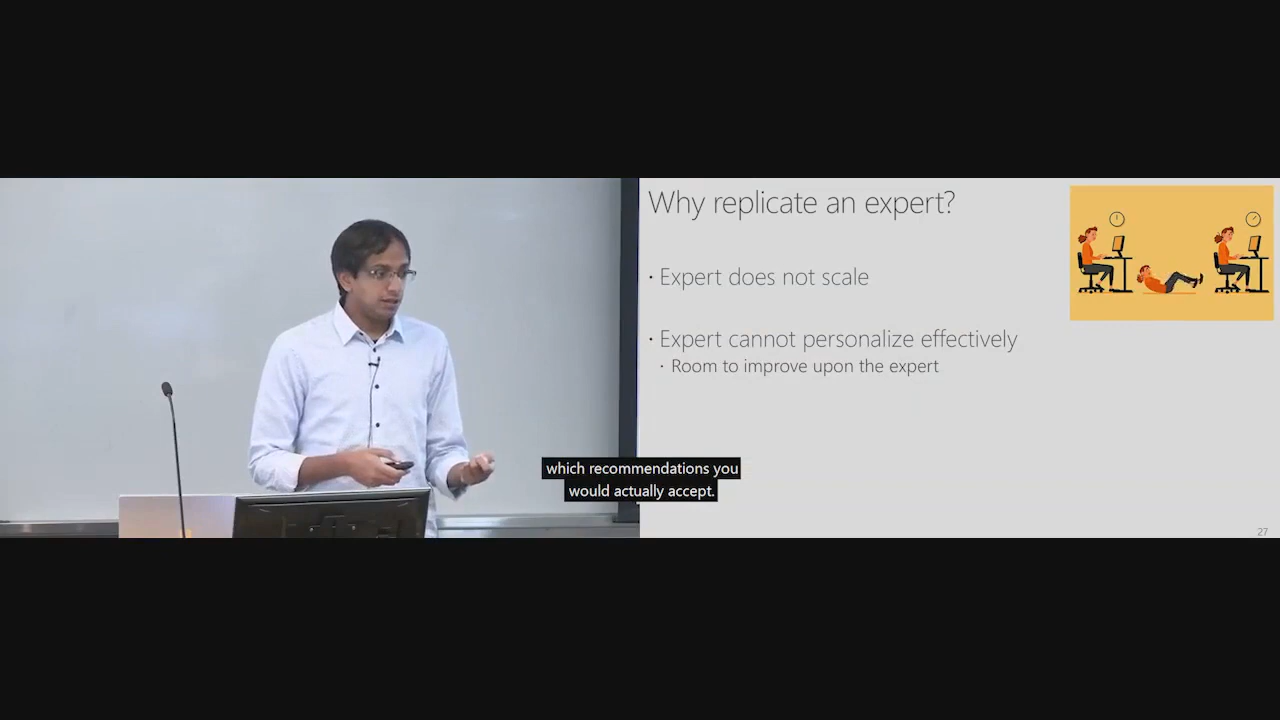 Why replicate an expert?
· Expert does not scale
· Expert cannot personalize effectively
· Room to improve upon the expert
which recommendations you
would actually accept.
27